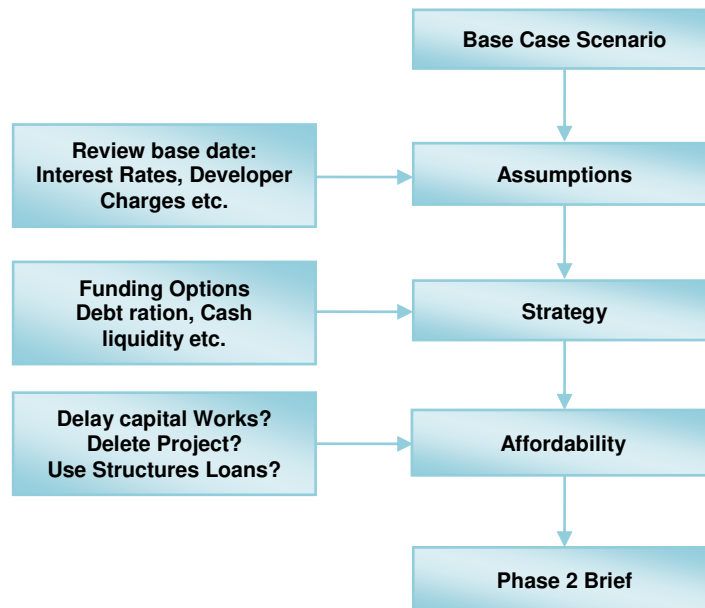 Base Case Scenario
Review base date:
Interest Rates, Developer
Charges etc.
Assumptions
Funding Options
Debt ration, Cash
liquidity etc.
Strategy
Delay capital Works?
Delete Project?
Use Structures Loans?
Affordability
Phase 2 Brief